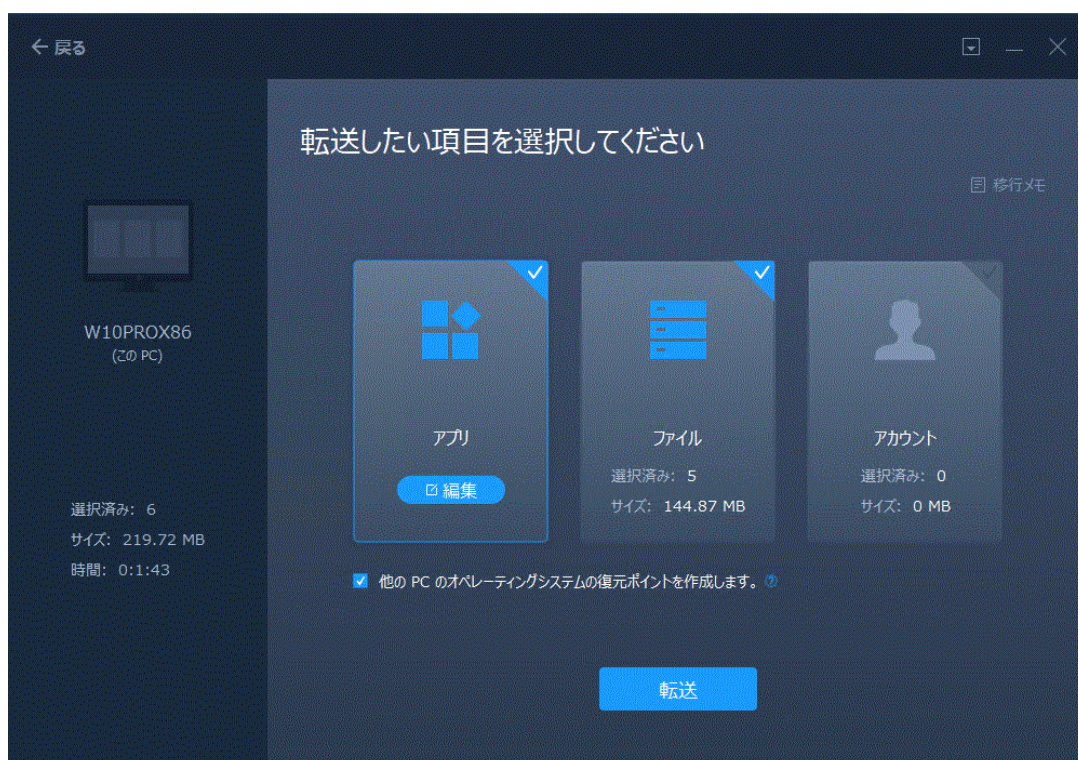 戻る
転送したい項目を選択してください
移行メモ
W10PROX86
(この PC)
選択済み: 6
サイズ: 219.72 MB
時間: 0:1:43
アプリ
編集
ファイル
選択済み: 5
サイズ: 144.87 MB
アカウント
選択済み: 0
サイズ: 0 MB
他の PC のオペレーティングシステムの復元ポイントを作成します。
転送